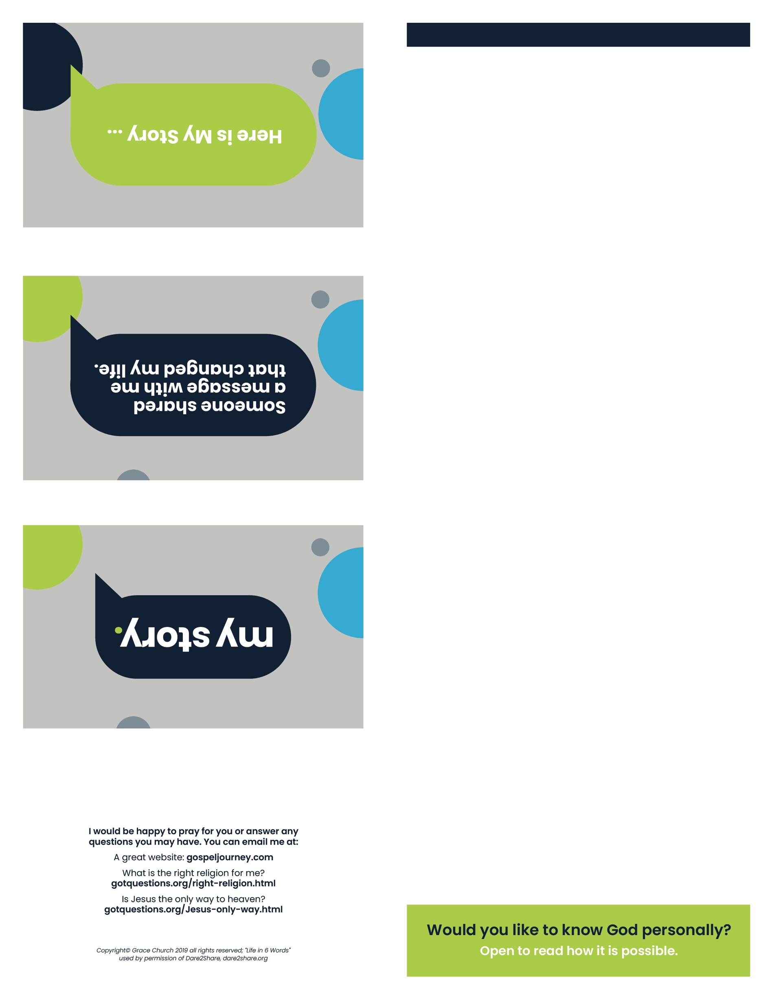 Here is My story ...
Someone shared
a message with me
that changed my life.
my story.
I would be happy to pray for you or answer any
questions you may have. You can email me at:
A great website: gospeljourney.com
What is the right religion for me?
gotquestions.org/right-religion.html
Is Jesus the only way to heaven?
gotquestions.org/Jesus-only-way.html
Copyright© Grace Church 2019 all rights reserved; "Life in 6 Words"
used by permission of Dare2Share, dare2share.org
Would you like to know God personally?
Open to read how it is possible.